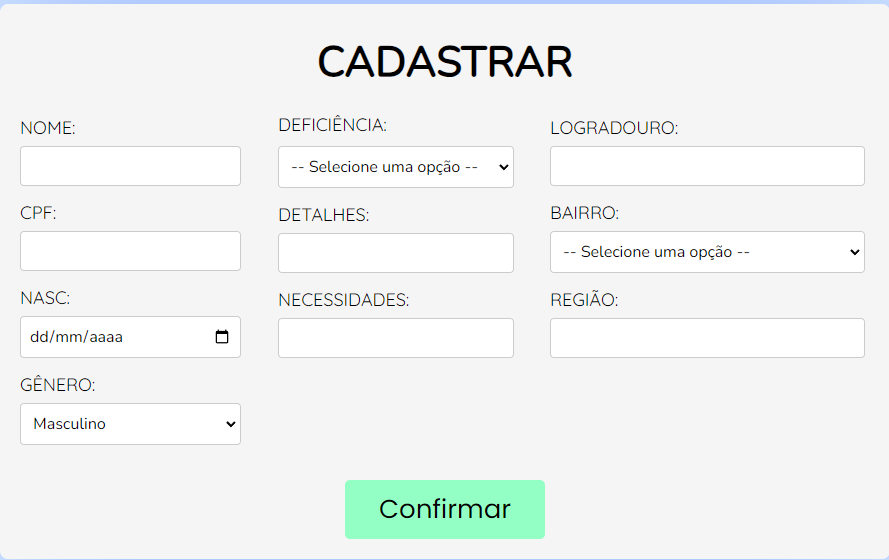 CADASTRAR
NOME:
DEFICIÊNCIA:
-- Selecione uma opção --
LOGRADOURO:
CPF:
DETALHES:
BAIRRO:
-- Selecione uma opção --
NASC:
dd/mm/aaaa
NECESSIDADES:
REGIÃO:
GÊNERO:
Masculino
Confirmar